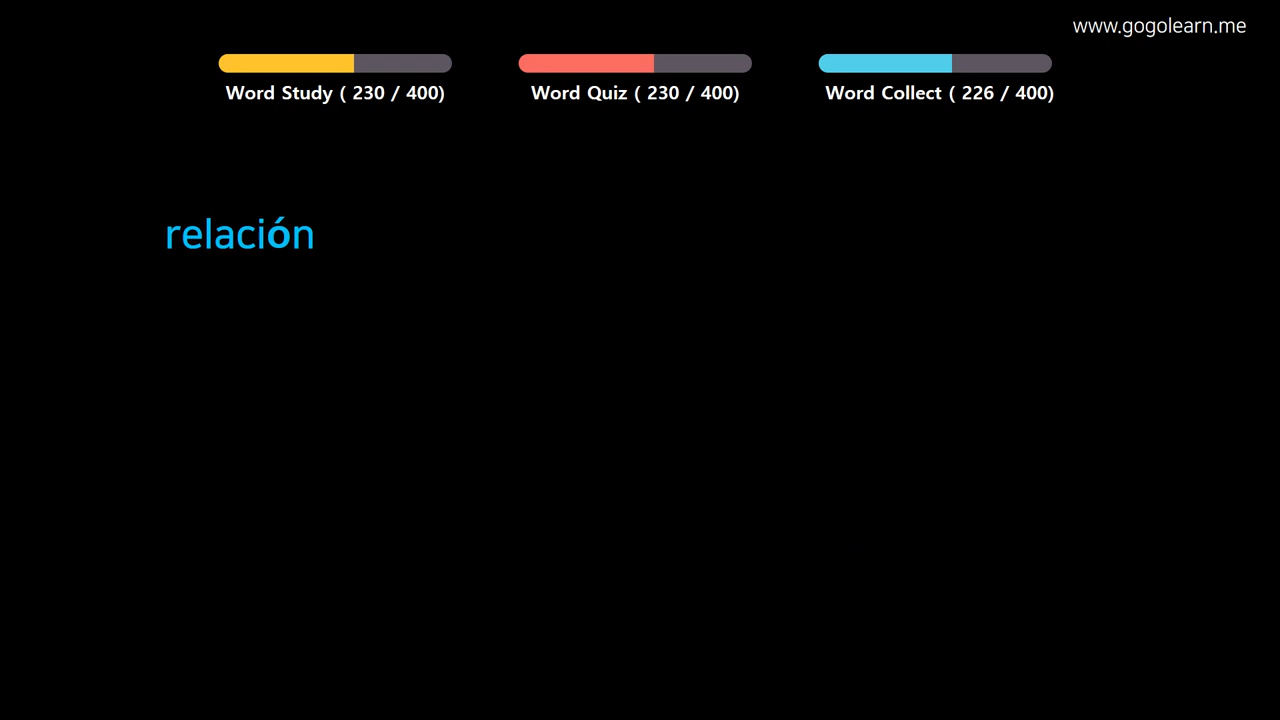 www.gogolearn.me
Word Study ( 230 / 400)
Word Quiz ( 230 / 400)
Word Collect ( 226 / 400)
relación